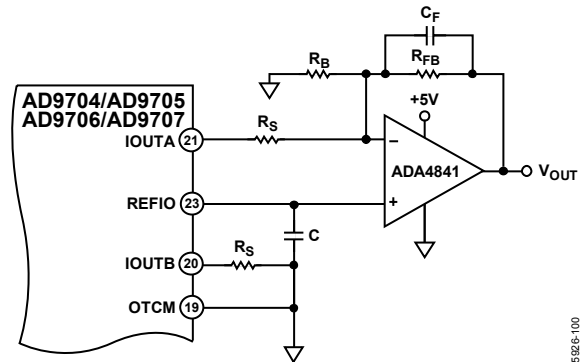 C_F
R_B
R_FB
AD9704/AD9705
AD9706/AD9707
+5V
IOUTA 21
R_S
−
ADA4841
V_OUT
REFIO 23
+
C
IOUTB 20
R_S
OTCM 19
5926-100